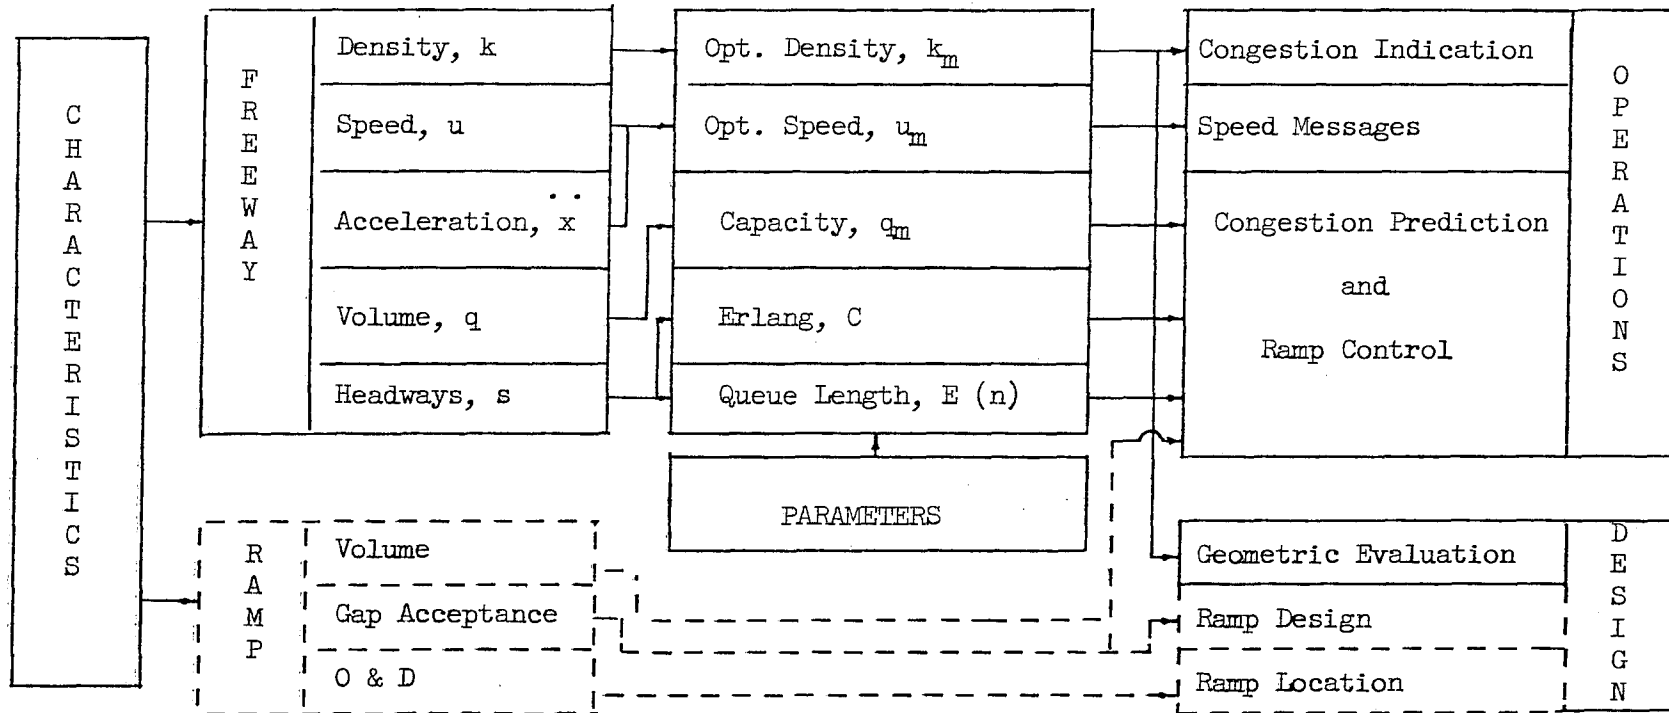 CHARACTERISTICS
FREEWAY
Density, k
Speed, u
Acceleration, ẍ
Volume, q
Headways, s
Opt. Density, kₘ
Opt. Speed, uₘ
Capacity, qₘ
Erlang, C
Queue Length, E (n)
PARAMETERS
Congestion Indication
Speed Messages
Congestion Prediction
and
Ramp Control
OPERATIONS
RAMP
Volume
Gap Acceptance
O & D
Geometric Evaluation
Ramp Design
Ramp Location
DESIGN